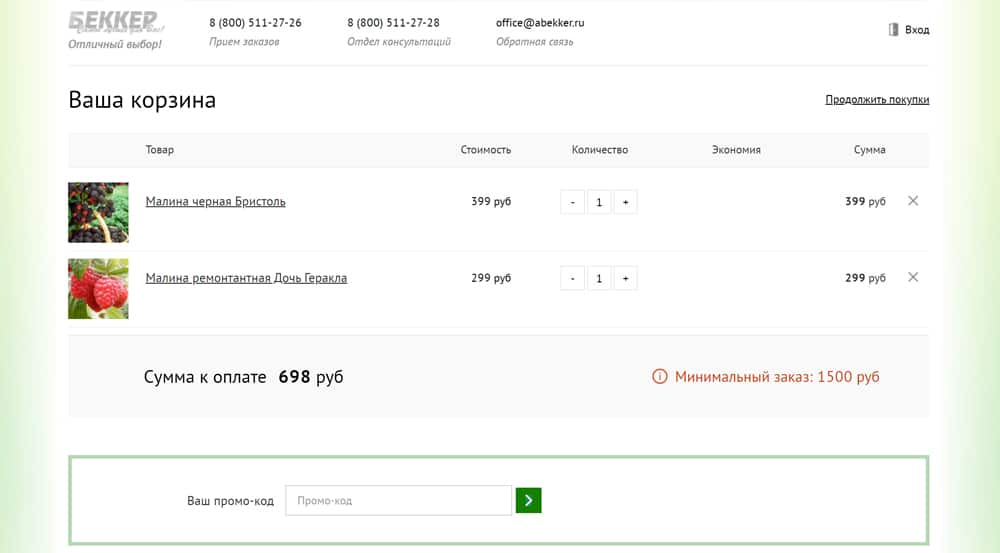 БЕККЕР
Отличный выбор!
8 (800) 511-27-26
Прием заказов
8 (800) 511-27-28
Отдел консультаций
office@abekker.ru
Обратная связь
Вход
Ваша корзина
Продолжить покупки
Товар Стоимость Количество Экономия Сумма
Малина черная Бристоль 399 руб - 1 + 399 руб
Малина ремонтантная Дочь Геракла 299 руб - 1 + 299 руб
Сумма к оплате 698 руб
Минимальный заказ: 1500 руб
Ваш промо-код Промо-код